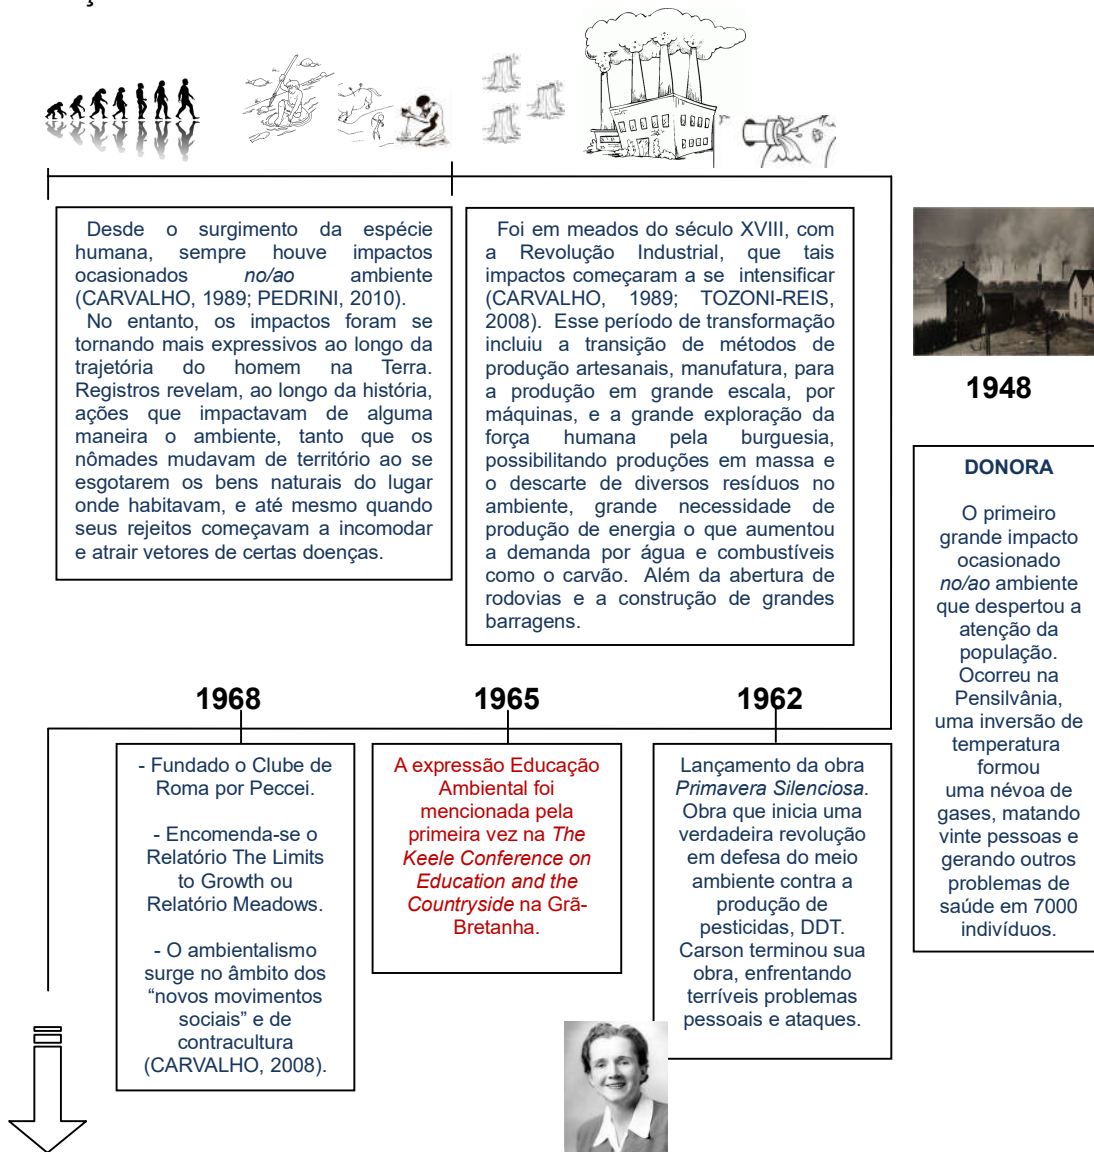 Desde o surgimento da espécie
humana, sempre houve impactos
ocasionados no/ao ambiente
(CARVALHO, 1989; PEDRINI, 2010).
No entanto, os impactos foram se
tornando mais expressivos ao longo da
trajetória do homem na Terra.
Registros revelam, ao longo da história,
ações que impactavam de alguma
maneira o ambiente, tanto que os
nômades mudavam de território ao se
esgotarem os bens naturais do lugar
onde habitavam, e até mesmo quando
seus rejeitos começavam a incomodar
e atrair vetores de certas doenças.
Foi em meados do século XVIII, com
a Revolução Industrial, que tais
impactos começaram a se intensificar
(CARVALHO, 1989; TOZONI-REIS,
2008). Esse período de transformação
incluiu a transição de métodos de
produção artesanais, manufatura, para
a produção em grande escala, por
máquinas, e a grande exploração da
força humana pela burguesia,
possibilitando produções em massa e
o descarte de diversos resíduos no
ambiente, grande necessidade de
produção de energia o que aumentou
a demanda por água e combustíveis
como o carvão. Além da abertura de
rodovias e a construção de grandes
barragens.
1948
DONORA
O primeiro
grande impacto
ocasionado
no/ao ambiente
que despertou a
atenção da
população.
Ocorreu na
Pensilvânia,
uma inversão de
temperatura
formou
uma névoa de
gases, matando
vinte pessoas e
gerando outros
problemas de
saúde em 7000
indivíduos.
1962
Lançamento da obra
Primavera Silenciosa.
Obra que inicia uma
verdadeira revolução
em defesa do meio
ambiente contra a
produção de
pesticidas, DDT.
Carson terminou sua
obra, enfrentando
terríveis problemas
pessoais e ataques.
1965
A expressão Educação
Ambiental foi
mencionada pela
primeira vez na The
Keele Conference on
Education and the
Countryside na Grã-
Bretanha.
1968
- Fundado o Clube de
Roma por Peccei.
- Encomenda-se o
Relatório The Limits
to Growth ou
Relatório Meadows.
- O ambientalismo
surge no âmbito dos
“novos movimentos
sociais” e de
contracultura
(CARVALHO, 2008).